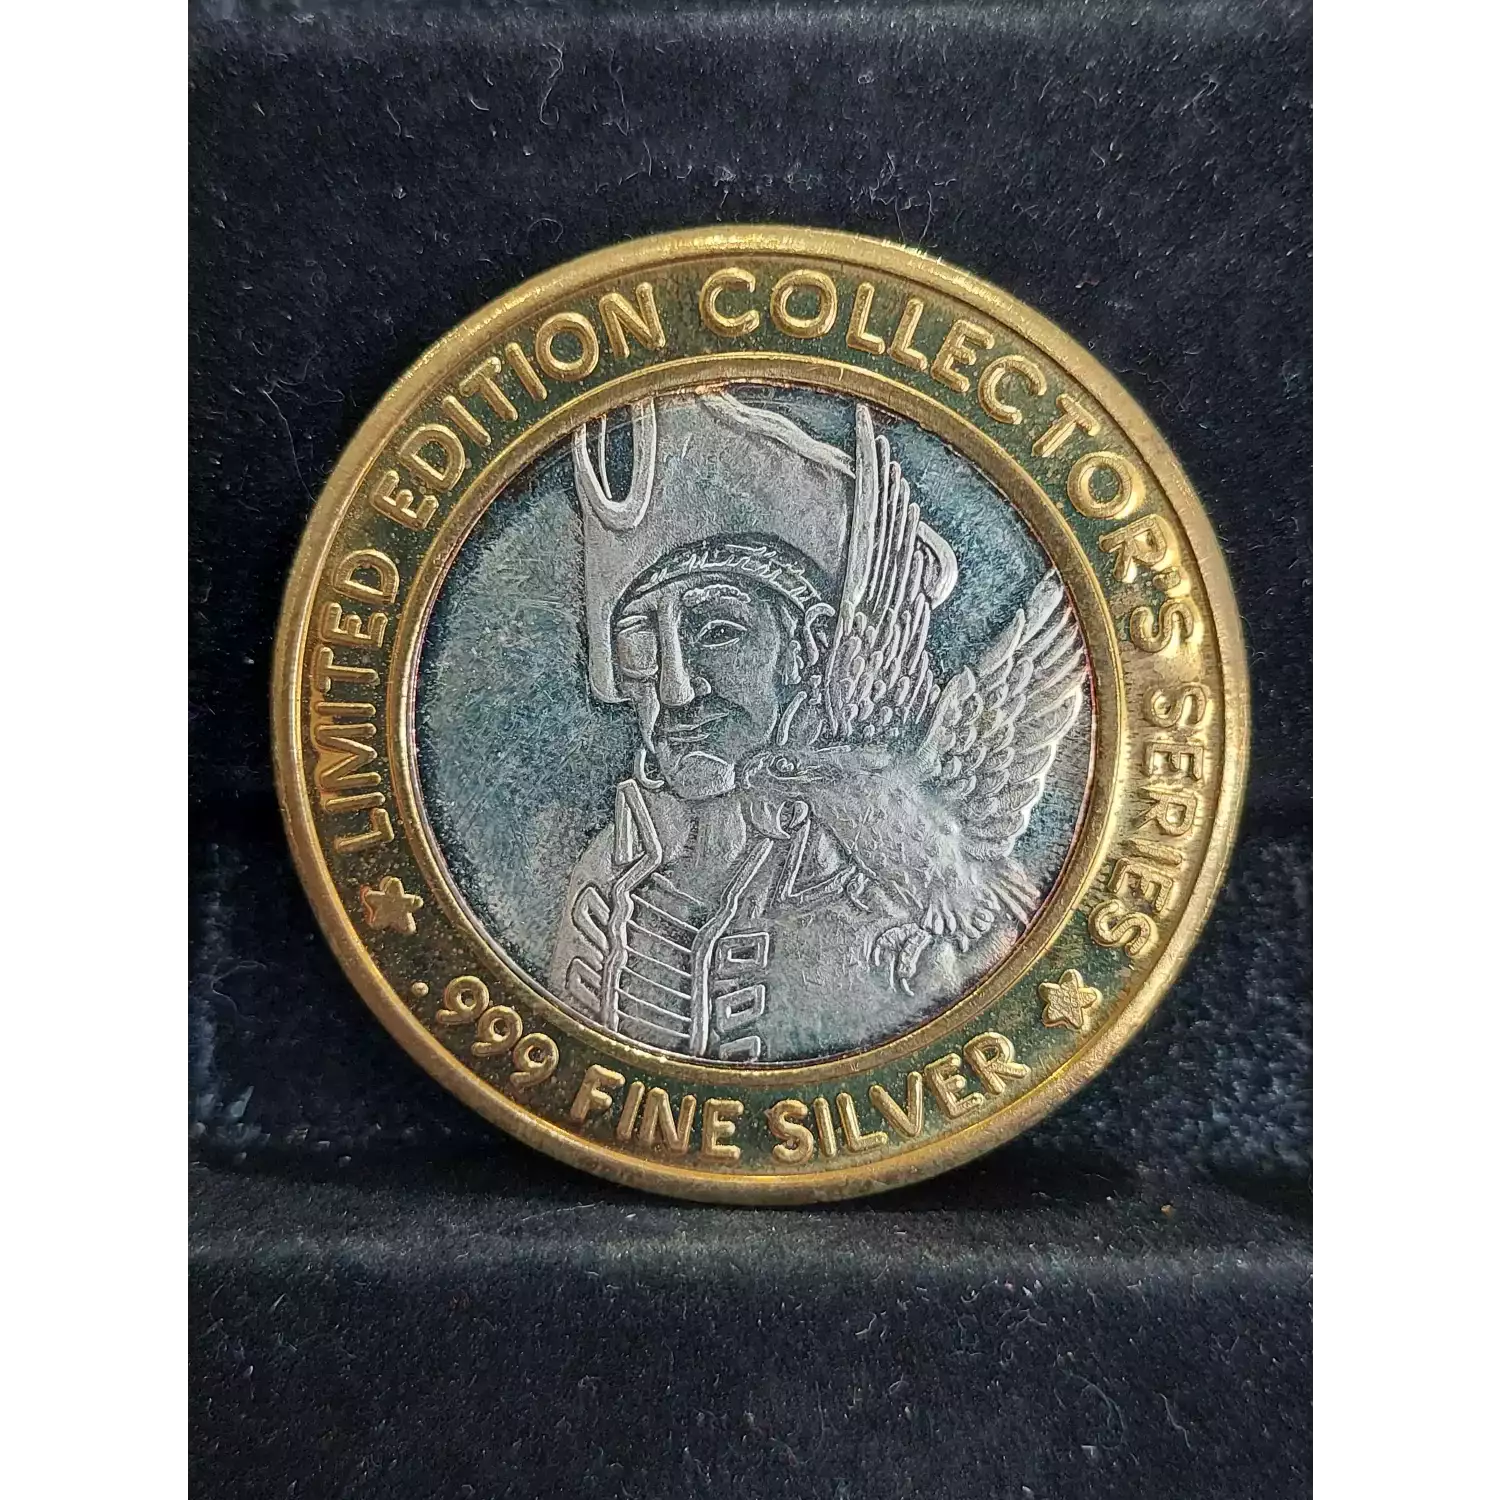 LIMITED EDITION COLLECTOR'S SERIES
.999 FINE SILVER